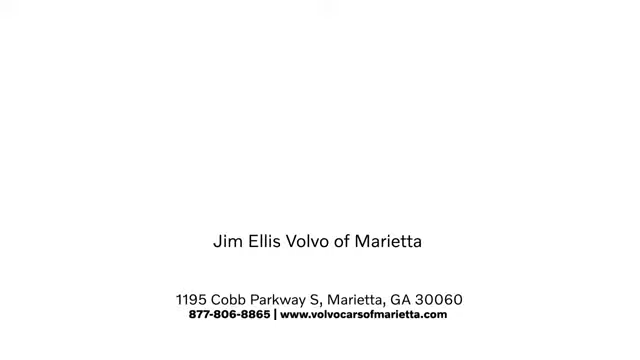 Jim Ellis Volvo of Marietta
1195 Cobb Parkway S, Marietta, GA 30060
877-806-8865 | www.volvocarsofmarietta.com